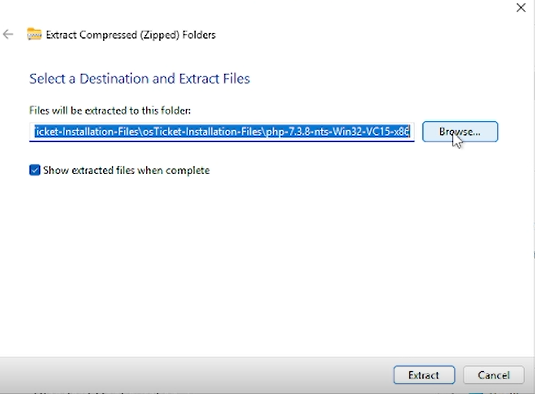 Extract Compressed (Zipped) Folders
Select a Destination and Extract Files
Files will be extracted to this folder:
icket-Installation-Files\osTicket-Installation-Files\php-7.3.8-nts-Win32-VC15-x86
Browse...
Show extracted files when complete
Extract
Cancel